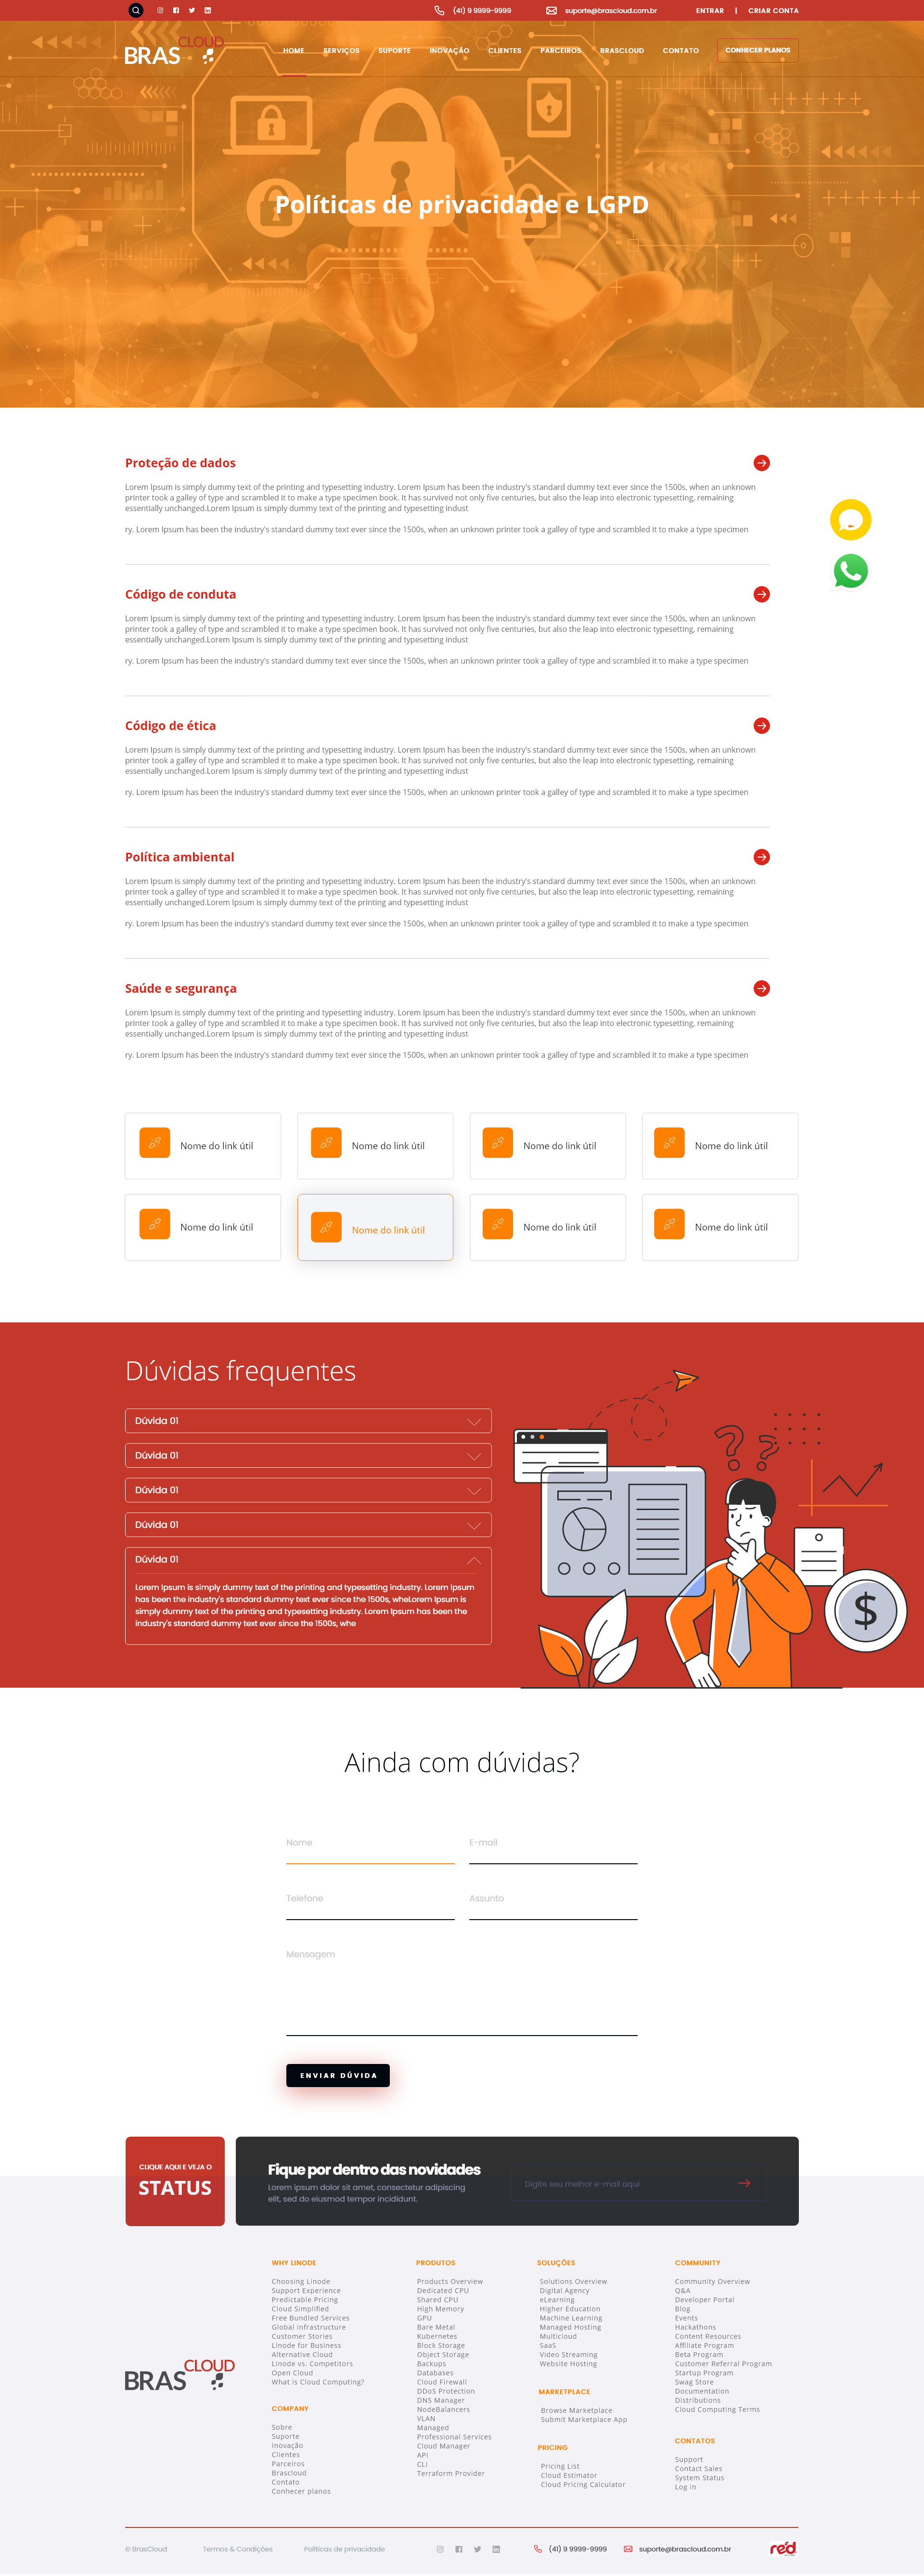 (41) 9 9999-9999
suporte@brascloud.com.br
ENTRAR | CRIAR CONTA
BRASCLOUD
HOME
SERVIÇOS
SUPORTE
INOVAÇÃO
CLIENTES
PARCEIROS
BRASCLOUD
CONTATO
CONHECER PLANOS
Políticas de privacidade e LGPD
Proteção de dados
Lorem Ipsum is simply dummy text of the printing and typesetting industry. Lorem Ipsum has been the industry's standard dummy text ever since the 1500s, when an unknown
printer took a galley of type and scrambled it to make a type specimen book. It has survived not only five centuries, but also the leap into electronic typesetting, remaining
essentially unchanged.Lorem Ipsum is simply dummy text of the printing and typesetting indust
ry. Lorem Ipsum has been the industry's standard dummy text ever since the 1500s, when an unknown printer took a galley of type and scrambled it to make a type specimen
Código de conduta
Lorem Ipsum is simply dummy text of the printing and typesetting industry. Lorem Ipsum has been the industry's standard dummy text ever since the 1500s, when an unknown
printer took a galley of type and scrambled it to make a type specimen book. It has survived not only five centuries, but also the leap into electronic typesetting, remaining
essentially unchanged.Lorem Ipsum is simply dummy text of the printing and typesetting indust
ry. Lorem Ipsum has been the industry's standard dummy text ever since the 1500s, when an unknown printer took a galley of type and scrambled it to make a type specimen
Código de ética
Lorem Ipsum is simply dummy text of the printing and typesetting industry. Lorem Ipsum has been the industry's standard dummy text ever since the 1500s, when an unknown
printer took a galley of type and scrambled it to make a type specimen book. It has survived not only five centuries, but also the leap into electronic typesetting, remaining
essentially unchanged.Lorem Ipsum is simply dummy text of the printing and typesetting indust
ry. Lorem Ipsum has been the industry's standard dummy text ever since the 1500s, when an unknown printer took a galley of type and scrambled it to make a type specimen
Política ambiental
Lorem Ipsum is simply dummy text of the printing and typesetting industry. Lorem Ipsum has been the industry's standard dummy text ever since the 1500s, when an unknown
printer took a galley of type and scrambled it to make a type specimen book. It has survived not only five centuries, but also the leap into electronic typesetting, remaining
essentially unchanged.Lorem Ipsum is simply dummy text of the printing and typesetting indust
ry. Lorem Ipsum has been the industry's standard dummy text ever since the 1500s, when an unknown printer took a galley of type and scrambled it to make a type specimen
Saúde e segurança
Lorem Ipsum is simply dummy text of the printing and typesetting industry. Lorem Ipsum has been the industry's standard dummy text ever since the 1500s, when an unknown
printer took a galley of type and scrambled it to make a type specimen book. It has survived not only five centuries, but also the leap into electronic typesetting, remaining
essentially unchanged.Lorem Ipsum is simply dummy text of the printing and typesetting indust
ry. Lorem Ipsum has been the industry's standard dummy text ever since the 1500s, when an unknown printer took a galley of type and scrambled it to make a type specimen
Nome do link útil
Nome do link útil
Nome do link útil
Nome do link útil
Nome do link útil
Nome do link útil
Nome do link útil
Nome do link útil
Dúvidas frequentes
Dúvida 01
Dúvida 01
Dúvida 01
Dúvida 01
Dúvida 01
Lorem Ipsum is simply dummy text of the printing and typesetting industry. Lorem Ipsum
has been the industry's standard dummy text ever since the 1500s, wheLorem Ipsum is
simply dummy text of the printing and typesetting industry. Lorem Ipsum has been the
industry's standard dummy text ever since the 1500s, whe
$
Ainda com dúvidas?
Nome
E-mail
Telefone
Assunto
Mensagem
ENVIAR DÚVIDA
CLIQUE AQUI E VEJA O
STATUS
Fique por dentro das novidades
Lorem ipsum dolor sit amet, consectetur adipiscing
elit, sed do eiusmod tempor incididunt.
Digite seu melhor e-mail aqui
BRASCLOUD
WHY LINODE
Choosing Linode
Support Experience
Predictable Pricing
Cloud Simplified
Free Bundled Services
Global Infrastructure
Customer Stories
Linode for Business
Alternative Cloud
Linode vs. Competitors
Open Cloud
What is Cloud Computing?
COMPANY
Sobre
Suporte
Inovação
Clientes
Parceiros
Brascloud
Contato
Conhecer planos
PRODUTOS
Products Overview
Dedicated CPU
Shared CPU
High Memory
GPU
Bare Metal
Kubernetes
Block Storage
Object Storage
Backups
Databases
Cloud Firewall
DDoS Protection
DNS Manager
NodeBalancers
VLAN
Managed
Professional Services
Cloud Manager
API
CLI
Terraform Provider
SOLUÇÕES
Solutions Overview
Digital Agency
eLearning
Higher Education
Machine Learning
Managed Hosting
Multicloud
SaaS
Video Streaming
Website Hosting
MARKETPLACE
Browse Marketplace
Submit Marketplace App
PRICING
Pricing List
Cloud Estimator
Cloud Pricing Calculator
COMMUNITY
Community Overview
Q&A
Developer Portal
Blog
Events
Hackathons
Content Resources
Affiliate Program
Beta Program
Customer Referral Program
Startup Program
Swag Store
Documentation
Distributions
Cloud Computing Terms
CONTATOS
Support
Contact Sales
System Status
Log in
© BrasCloud
Termos & Condições
Políticas de privacidade
(41) 9 9999-9999
suporte@brascloud.com.br
red